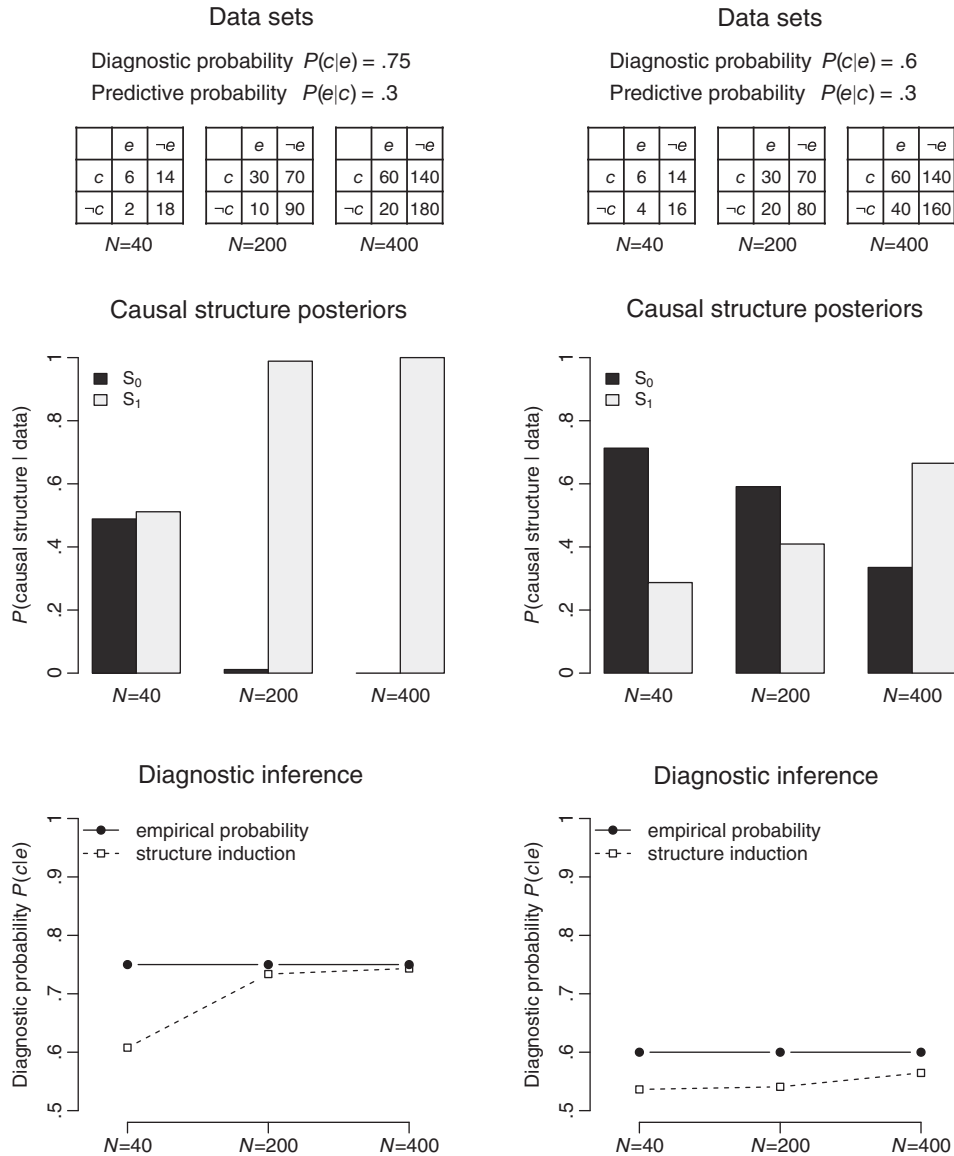 Data sets
Diagnostic probability P(c|e) = .75
Predictive probability P(e|c) = .3
e ¬e
c 6 14
¬c 2 18
N=40
e ¬e
c 30 70
¬c 10 90
N=200
e ¬e
c 60 140
¬c 20 180
N=400
Causal structure posteriors
P(causal structure | data)
1
.8
.6
.4
.2
0
S₀
S₁
N=40 N=200 N=400
Diagnostic inference
Diagnostic probability P(c|e)
1
.9
.8
.7
.6
.5
empirical probability
structure induction
N=40 N=200 N=400
Data sets
Diagnostic probability P(c|e) = .6
Predictive probability P(e|c) = .3
e ¬e
c 6 14
¬c 4 16
N=40
e ¬e
c 30 70
¬c 20 80
N=200
e ¬e
c 60 140
¬c 40 160
N=400
Causal structure posteriors
P(causal structure | data)
1
.8
.6
.4
.2
0
S₀
S₁
N=40 N=200 N=400
Diagnostic inference
Diagnostic probability P(c|e)
1
.9
.8
.7
.6
.5
empirical probability
structure induction
N=40 N=200 N=400